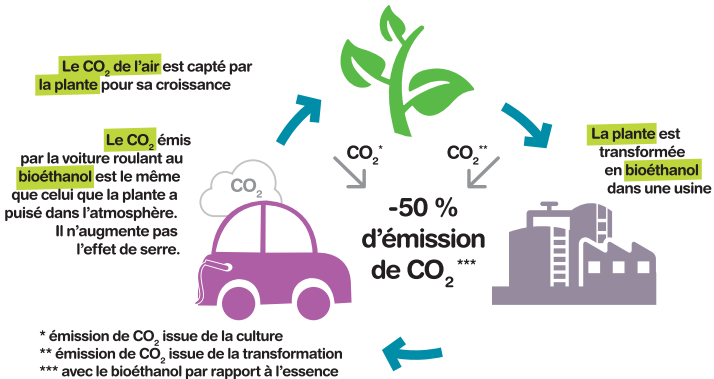 Le CO₂ de l'air est capté par
la plante pour sa croissance
Le CO₂ émis
par la voiture roulant au
bioéthanol est le même
que celui que la plante a
puisé dans l'atmosphère.
Il n'augmente pas
l'effet de serre.
CO₂
CO₂*
CO₂**
-50 %
d'émission
de CO₂***
La plante est
transformée
en bioéthanol
dans une usine
* émission de CO₂ issue de la culture
** émission de CO₂ issue de la transformation
*** avec le bioéthanol par rapport à l'essence